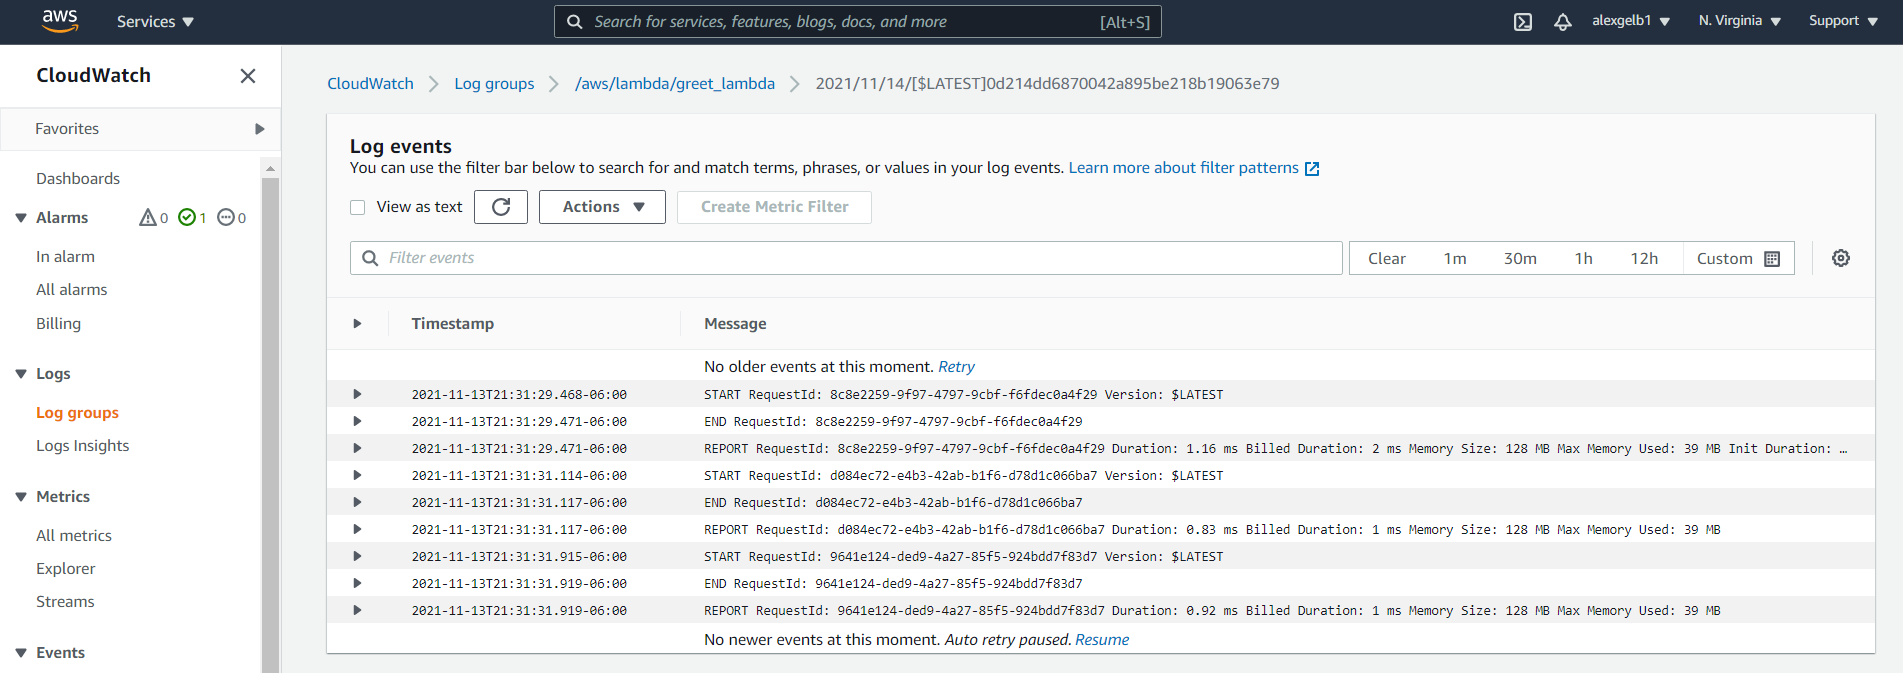 aws Services Search for services, features, blogs, docs, and more [Alt+S] alexgelb1 N. Virginia Support
CloudWatch
Favorites
Dashboards
Alarms 0 1 0
In alarm
All alarms
Billing
Logs
Log groups
Logs Insights
Metrics
All metrics
Explorer
Streams
Events
CloudWatch Log groups /aws/lambda/greet_lambda 2021/11/14/[$LATEST]0d214dd6870042a895be218b19063e79
Log events
You can use the filter bar below to search for and match terms, phrases, or values in your log events. Learn more about filter patterns
View as text Actions Create Metric Filter
Filter events Clear 1m 30m 1h 12h Custom
Timestamp Message
No older events at this moment. Retry
2021-11-13T21:31:29.468-06:00 START RequestId: 8c8e2259-9f97-4797-9cbf-f6fdec0a4f29 Version: $LATEST
2021-11-13T21:31:29.471-06:00 END RequestId: 8c8e2259-9f97-4797-9cbf-f6fdec0a4f29
2021-11-13T21:31:29.471-06:00 REPORT RequestId: 8c8e2259-9f97-4797-9cbf-f6fdec0a4f29 Duration: 1.16 ms Billed Duration: 2 ms Memory Size: 128 MB Max Memory Used: 39 MB Init Duration: …
2021-11-13T21:31:31.114-06:00 START RequestId: d084ec72-e4b3-42ab-b1f6-d78d1c066ba7 Version: $LATEST
2021-11-13T21:31:31.117-06:00 END RequestId: d084ec72-e4b3-42ab-b1f6-d78d1c066ba7
2021-11-13T21:31:31.117-06:00 REPORT RequestId: d084ec72-e4b3-42ab-b1f6-d78d1c066ba7 Duration: 0.83 ms Billed Duration: 1 ms Memory Size: 128 MB Max Memory Used: 39 MB
2021-11-13T21:31:31.915-06:00 START RequestId: 9641e124-ded9-4a27-85f5-924bdd7f83d7 Version: $LATEST
2021-11-13T21:31:31.919-06:00 END RequestId: 9641e124-ded9-4a27-85f5-924bdd7f83d7
2021-11-13T21:31:31.919-06:00 REPORT RequestId: 9641e124-ded9-4a27-85f5-924bdd7f83d7 Duration: 0.92 ms Billed Duration: 1 ms Memory Size: 128 MB Max Memory Used: 39 MB
No newer events at this moment. Auto retry paused. Resume